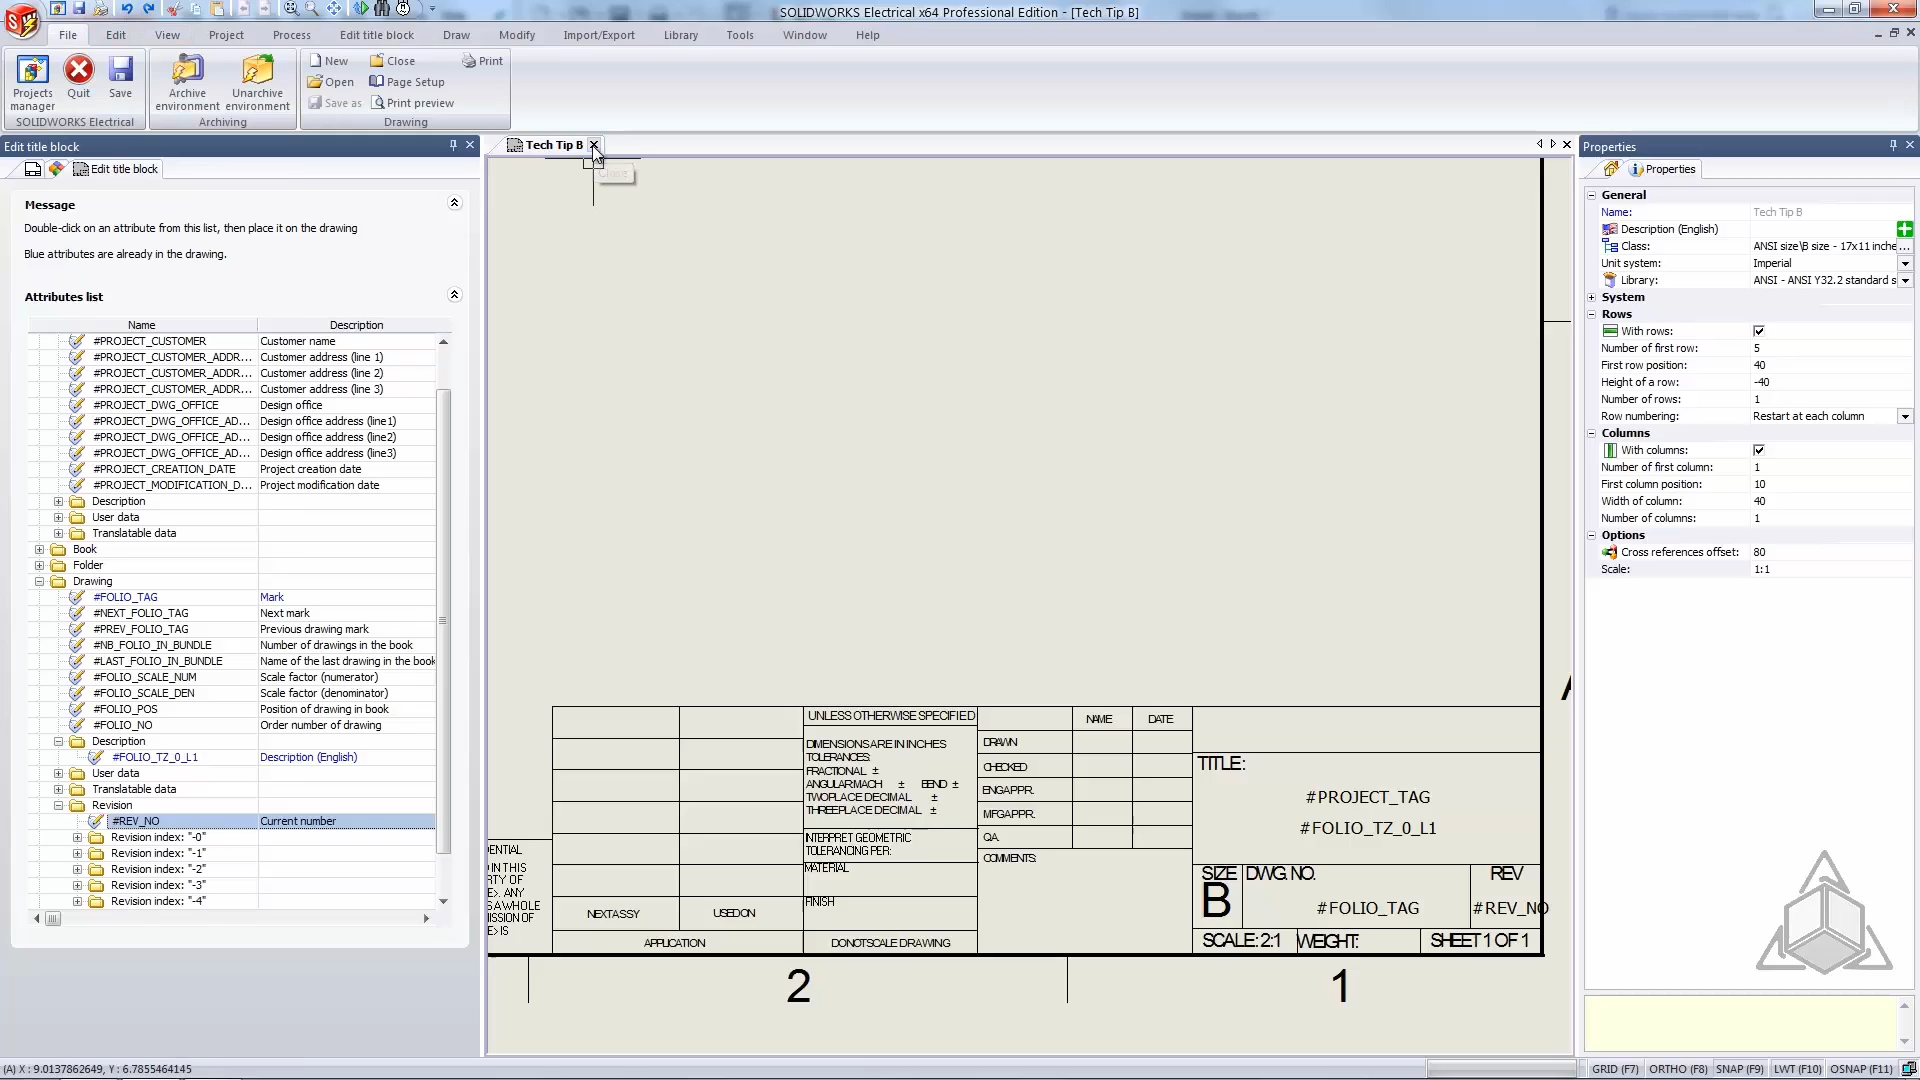 SOLIDWORKS Electrical x64 Professional Edition - [Tech Tip B]
File Edit View Project Process Edit title block Draw Modify Import/Export Library Tools Window Help
New Close Print
Open Page Setup
Save as Print preview
Projects manager Quit Save
Archive environment Unarchive environment
SOLIDWORKS Electrical Archiving Drawing
Edit title block
Tech Tip B
Close
Properties
Edit title block
Properties
Message
Double-click on an attribute from this list, then place it on the drawing
Blue attributes are already in the drawing.
Attributes list
Name Description
#PROJECT_CUSTOMER Customer name
#PROJECT_CUSTOMER_ADDR... Customer address (line 1)
#PROJECT_CUSTOMER_ADDR... Customer address (line 2)
#PROJECT_CUSTOMER_ADDR... Customer address (line 3)
#PROJECT_DWG_OFFICE Design office
#PROJECT_DWG_OFFICE_AD... Design office address (line1)
#PROJECT_DWG_OFFICE_AD... Design office address (line2)
#PROJECT_DWG_OFFICE_AD... Design office address (line3)
#PROJECT_CREATION_DATE Project creation date
#PROJECT_MODIFICATION_D... Project modification date
Description
User data
Translatable data
Book
Folder
Drawing
#FOLIO_TAG Mark
#NEXT_FOLIO_TAG Next mark
#PREV_FOLIO_TAG Previous drawing mark
#NB_FOLIO_IN_BUNDLE Number of drawings in the book
#LAST_FOLIO_IN_BUNDLE Name of the last drawing in the book
#FOLIO_SCALE_NUM Scale factor (numerator)
#FOLIO_SCALE_DEN Scale factor (denominator)
#FOLIO_POS Position of drawing in book
#FOLIO_NO Order number of drawing
Description
#FOLIO_TZ_0_L1 Description (English)
User data
Translatable data
Revision
#REV_NO Current number
Revision index: "-0"
Revision index: "-1"
Revision index: "-2"
Revision index: "-3"
Revision index: "-4"
ENTIAL
IN THIS
RTY OF
E>. ANY
S A WHOLE
ISSION OF
E> IS
NEXT ASSY USED ON
APPLICATION
UNLESS OTHERWISE SPECIFIED
DIMENSIONS ARE IN INCHES
TOLERANCES:
FRACTIONAL ±
ANGULAR MACH ± BEND ±
TWO PLACE DECIMAL ±
THREE PLACE DECIMAL ±
INTERPRET GEOMETRIC
TOLERANCING PER:
MATERIAL
FINISH
DO NOT SCALE DRAWING
NAME DATE
DRAWN
CHECKED
ENG APPR.
MFG APPR.
QA
COMMENTS:
TITLE:
#PROJECT_TAG
#FOLIO_TZ_0_L1
SIZE DWG. NO. REV
B #FOLIO_TAG #REV_NO
SCALE: 2:1 WEIGHT: SHEET 1 OF 1
2 1
A
General
Name: Tech Tip B
Description (English)
Class: ANSI size\B size - 17x11 inche ...
Unit system: Imperial
Library: ANSI - ANSI Y32.2 standard s
System
Rows
With rows:
Number of first row: 5
First row position: 40
Height of a row: -40
Number of rows: 1
Row numbering: Restart at each column
Columns
With columns:
Number of first column: 1
First column position: 10
Width of column: 40
Number of columns: 1
Options
Cross references offset: 80
Scale: 1:1
(A) X : 9.0137862649, Y : 6.7855464145
GRID (F7) ORTHO (F8) SNAP (F9) LWT (F10) OSNAP (F11)